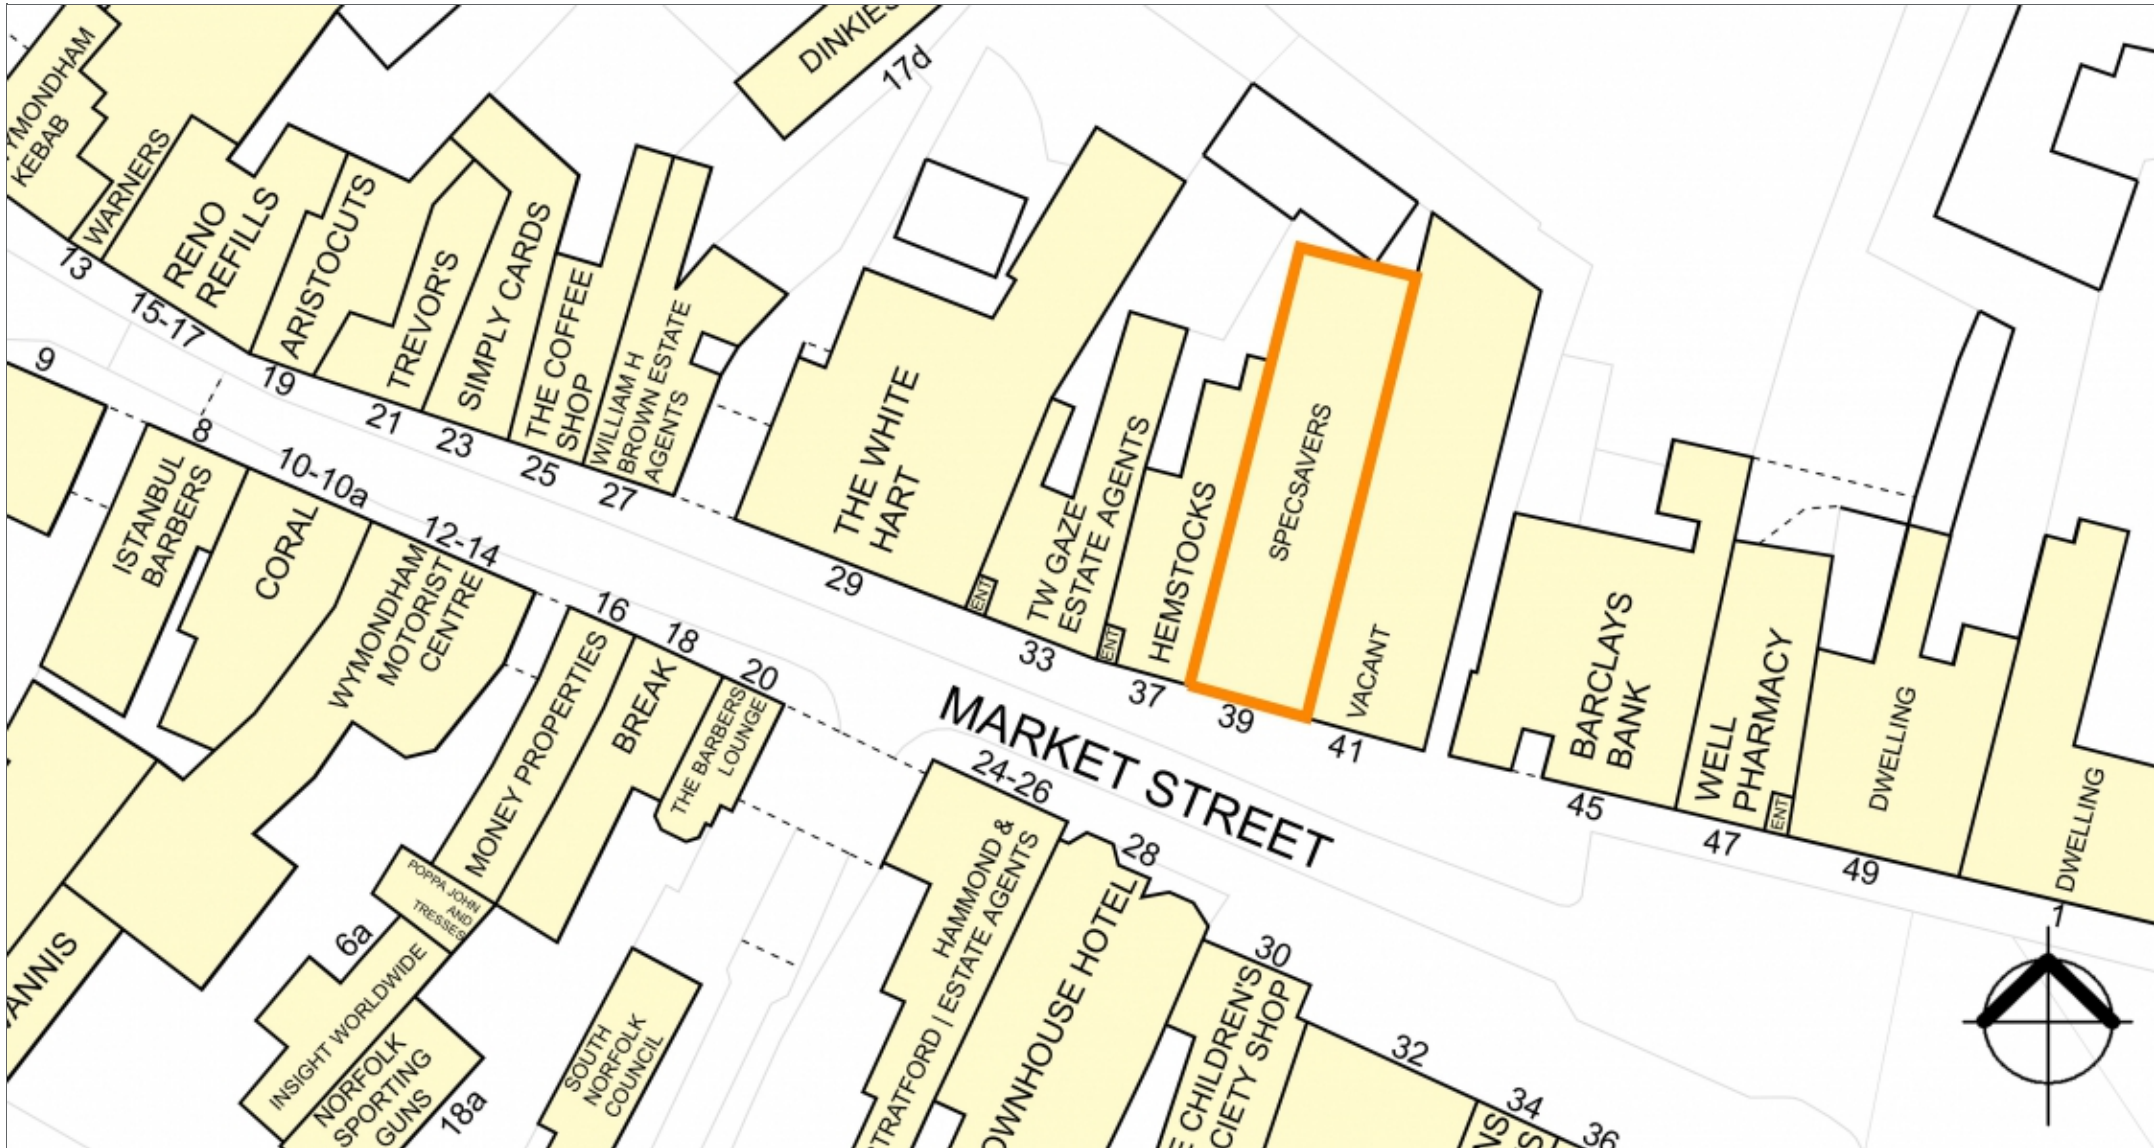 DINKIES
17d
KEBAB
WARNERS
13
RENO
REFILLS
15-17
ARISTOCUTS
19
TREVOR'S
21
SIMPLY CARDS
23
THE COFFEE
SHOP
25
WILLIAM H
BROWN ESTATE
AGENTS
27
THE WHITE
HART
29
ENT
TW GAZE
ESTATE AGENTS
33
ENT
HEMSTOCKS
37
SPECSAVERS
39
VACANT
41
BARCLAYS
BANK
45
WELL
PHARMACY
ENT
47
DWELLING
49
DWELLING
1
MARKET STREET
9
8
ISTANBUL
BARBERS
10-10a
CORAL
12-14
WYMONDHAM
MOTORIST
CENTRE
16
MONEY PROPERTIES
18
BREAK
20
THE BARBERS
LOUNGE
POPPA JOHN
AND
TRESSES
6a
INSIGHT WORLDWIDE
NORFOLK
SPORTING
GUNS
18a
SOUTH
NORFOLK
COUNCIL
24-26
HAMMOND &
STRATFORD | ESTATE AGENTS
28
OWNHOUSE HOTEL
30
E CHILDREN'S
CIETY SHOP
32
34
36